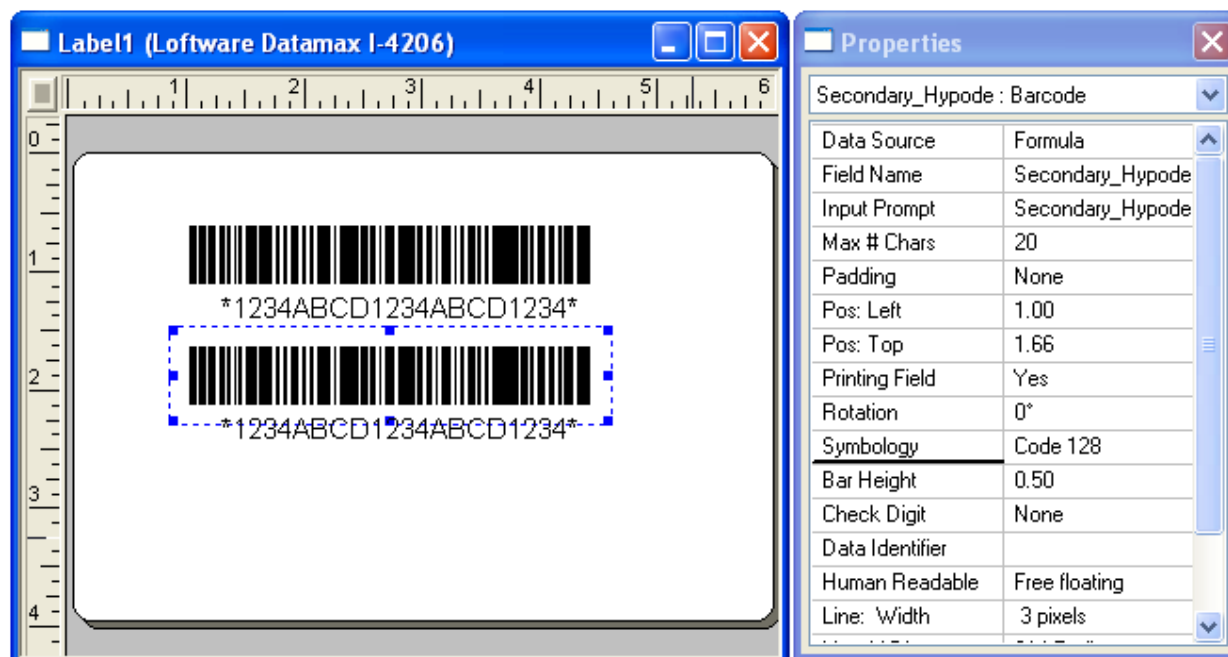 Label1 (Loftware Datamax I-4206)
1 2 3 4 5 6
0
1
2
3
4
*1234ABCD1234ABCD1234*
*1234ABCD1234ABCD1234*
Properties
Secondary_Hypode : Barcode
Data Source Formula
Field Name Secondary_Hypode
Input Prompt Secondary_Hypode
Max # Chars 20
Padding None
Pos: Left 1.00
Pos: Top 1.66
Printing Field Yes
Rotation 0°
Symbology Code 128
Bar Height 0.50
Check Digit None
Data Identifier
Human Readable Free floating
Line: Width 3 pixels